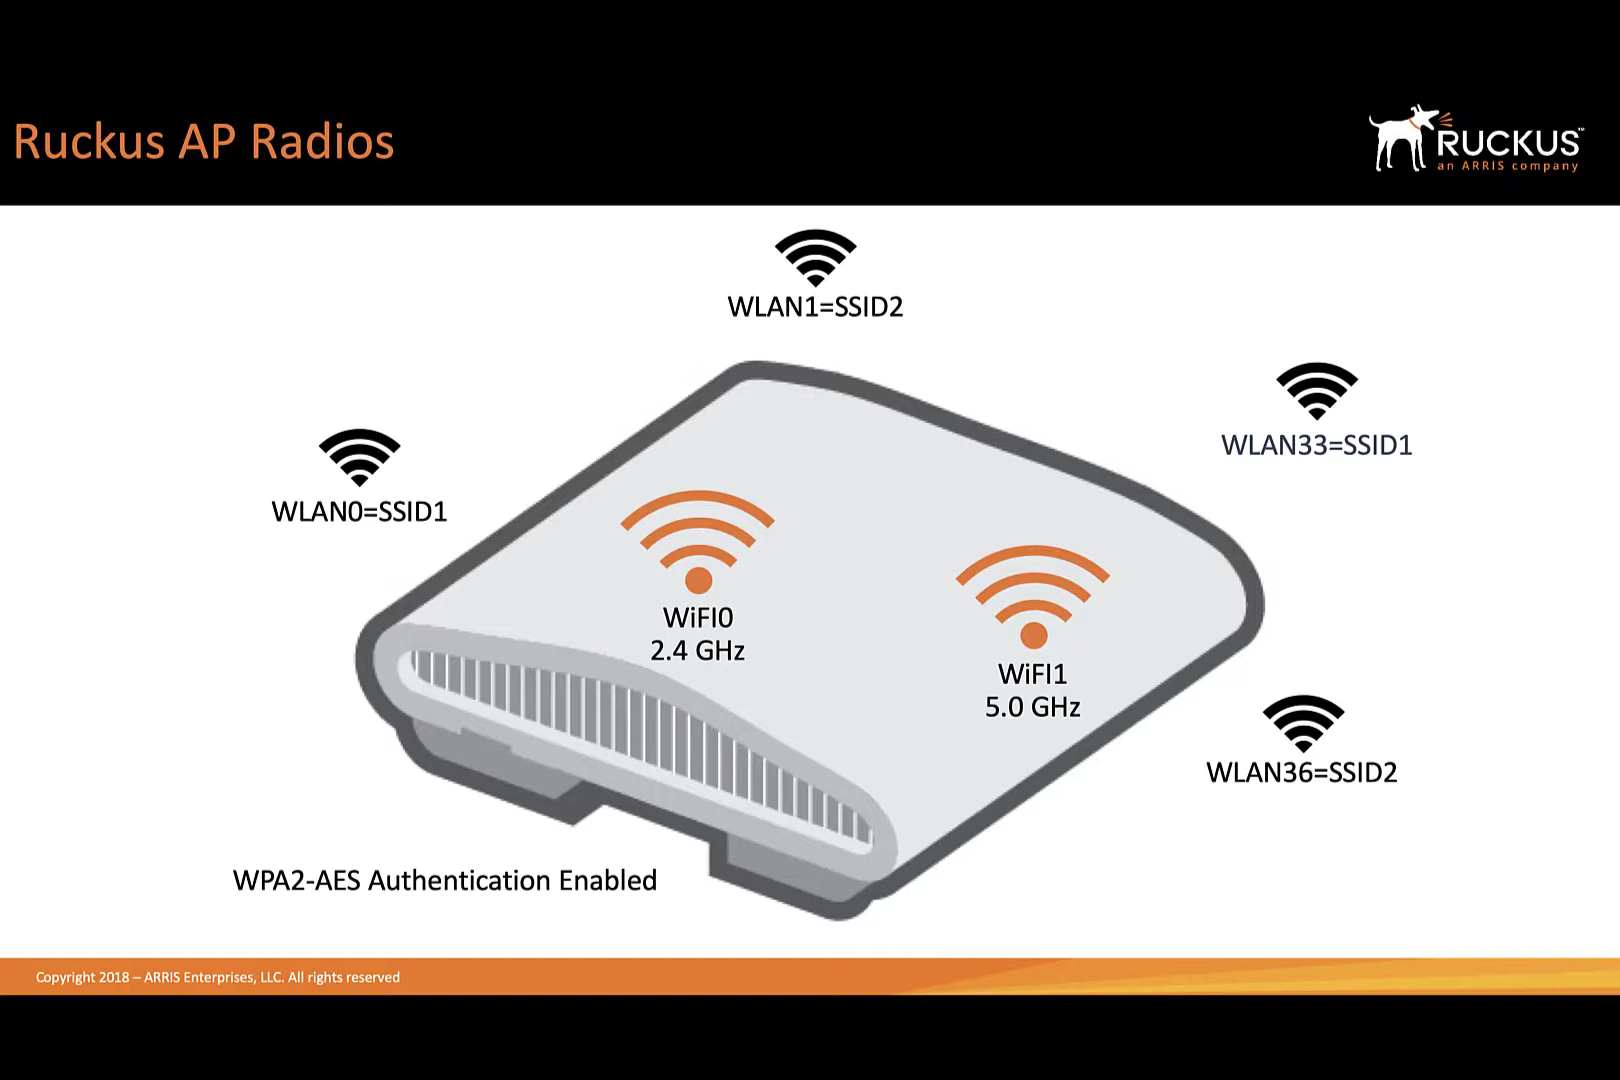 Ruckus AP Radios
RUCKUS™
an ARRIS company
WLAN1=SSID2
WLAN33=SSID1
WLAN0=SSID1
WiFI0
2.4 GHz
WiFI1
5.0 GHz
WLAN36=SSID2
WPA2-AES Authentication Enabled
Copyright 2018 – ARRIS Enterprises, LLC. All rights reserved